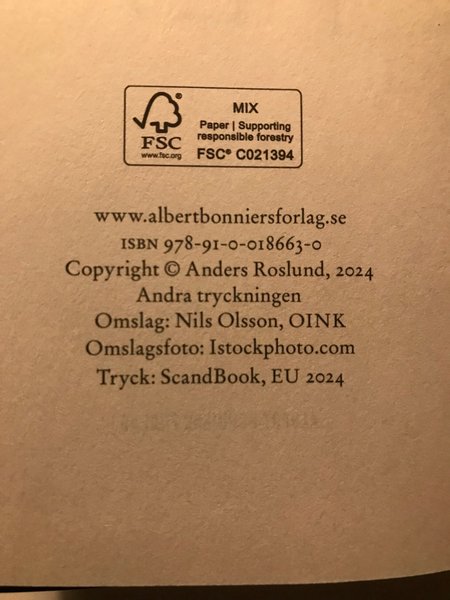 FSC®
www.fsc.org
MIX
Paper | Supporting
responsible forestry
FSC® C021394
www.albertbonniersforlag.se
ISBN 978-91-0-018663-0
Copyright © Anders Roslund, 2024
Andra tryckningen
Omslag: Nils Olsson, OINK
Omslagsfoto: Istockphoto.com
Tryck: ScandBook, EU 2024